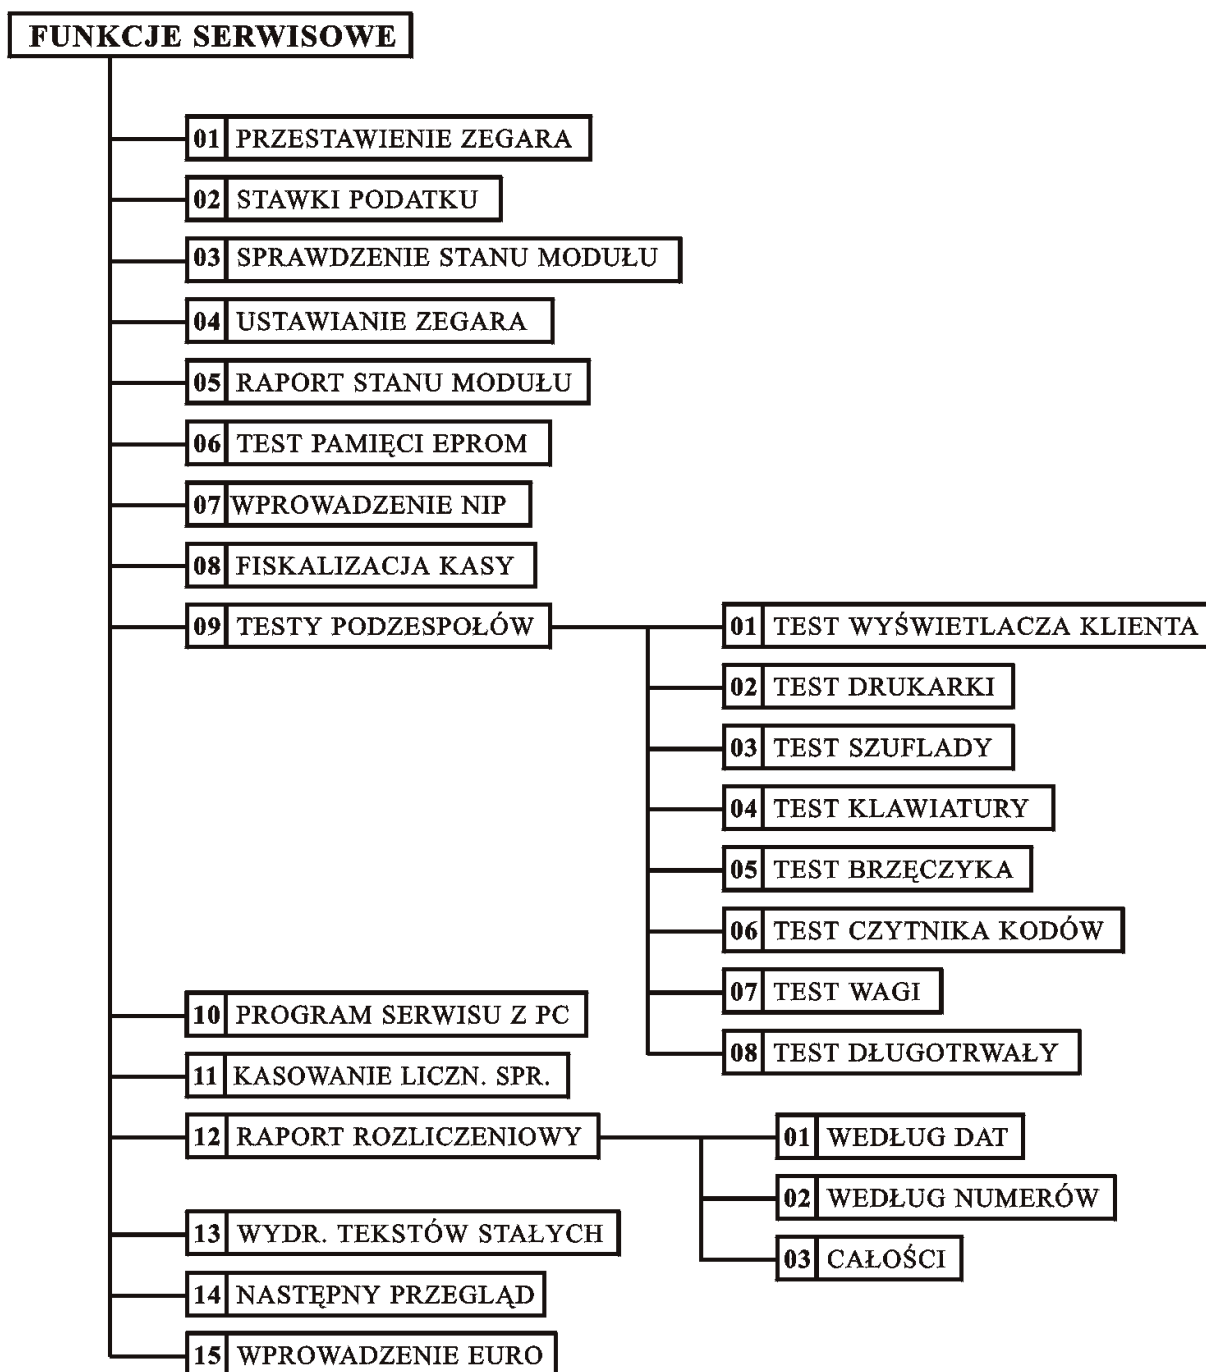 FUNKCJE SERWISOWE
01 PRZESTAWIENIE ZEGARA
02 STAWKI PODATKU
03 SPRAWDZENIE STANU MODUŁU
04 USTAWIANIE ZEGARA
05 RAPORT STANU MODUŁU
06 TEST PAMIĘCI EPROM
07 WPROWADZENIE NIP
08 FISKALIZACJA KASY
09 TESTY PODZESPOŁÓW
01 TEST WYŚWIETLACZA KLIENTA
02 TEST DRUKARKI
03 TEST SZUFLADY
04 TEST KLAWIATURY
05 TEST BRZĘCZYKA
06 TEST CZYTNIKA KODÓW
07 TEST WAGI
08 TEST DŁUGOTRWAŁY
10 PROGRAM SERWISU Z PC
11 KASOWANIE LICZN. SPR.
12 RAPORT ROZLICZENIOWY
01 WEDŁUG DAT
02 WEDŁUG NUMERÓW
03 CAŁOŚCI
13 WYDR. TEKSTÓW STAŁYCH
14 NASTĘPNY PRZEGLĄD
15 WPROWADZENIE EURO